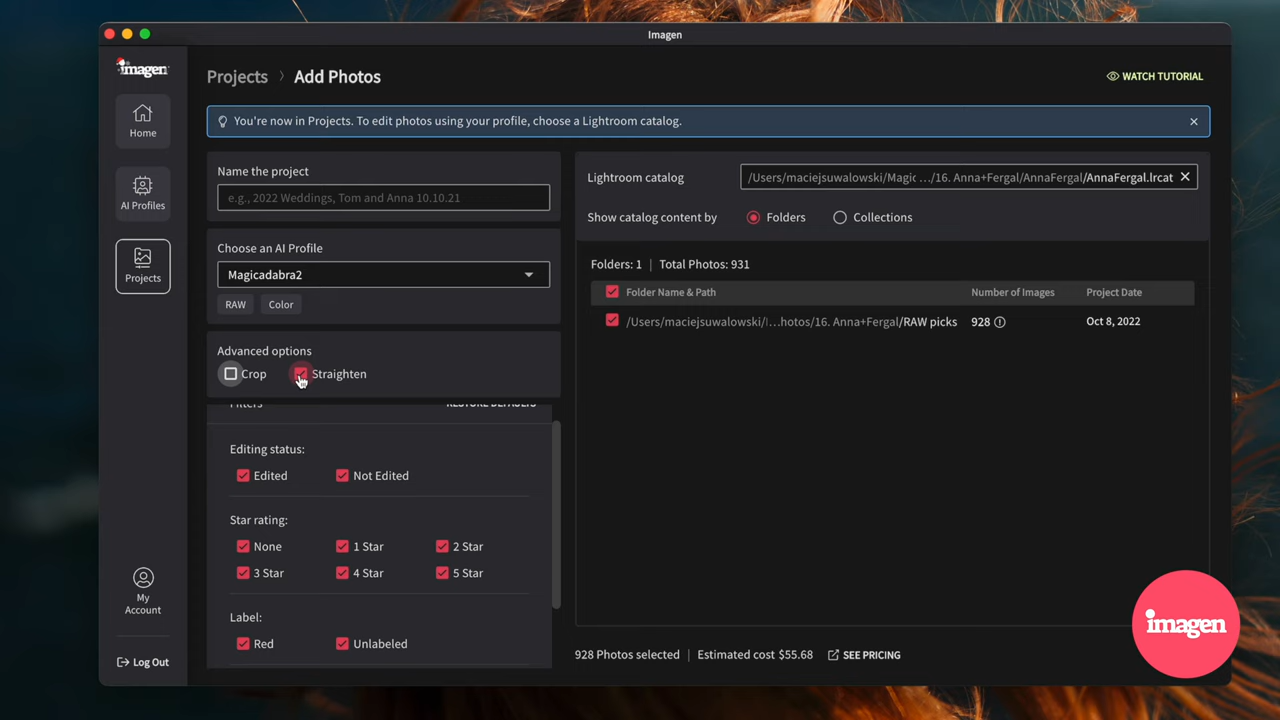 Imagen
imagen
Home
AI Profiles
Projects
My
Account
Log Out
Projects > Add Photos
WATCH TUTORIAL
You're now in Projects. To edit photos using your profile, choose a Lightroom catalog.
Name the project
e.g., 2022 Weddings, Tom and Anna 10.10.21
Choose an AI Profile
Magicadabra2
RAW Color
Advanced options
Crop Straighten
Filters RESTORE DEFAULTS
Editing status:
Edited Not Edited
Star rating:
None 1 Star 2 Star
3 Star 4 Star 5 Star
Label:
Red Unlabeled
Lightroom catalog /Users/maciejsuwalowski/Magic .../16. Anna+Fergal/AnnaFergal/AnnaFergal.lrcat
Show catalog content by Folders Collections
Folders: 1 | Total Photos: 931
Folder Name & Path Number of Images Project Date
/Users/maciejsuwalowski/...hotos/16. Anna+Fergal/RAW picks 928 Oct 8, 2022
928 Photos selected | Estimated cost $55.68 SEE PRICING
imagen